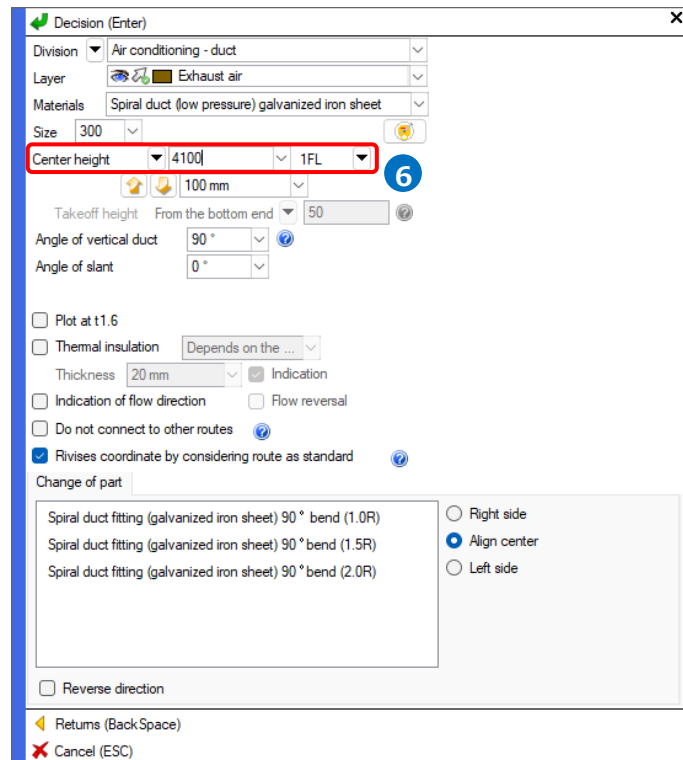 Decision (Enter)
Division Air conditioning - duct
Layer Exhaust air
Materials Spiral duct (low pressure) galvanized iron sheet
Size 300
Center height 4100 1FL
6
100 mm
Takeoff height From the bottom end 50
Angle of vertical duct 90 °
Angle of slant 0 °
Plot at t1.6
Thermal insulation Depends on the ...
Thickness 20 mm Indication
Indication of flow direction Flow reversal
Do not connect to other routes
Rivises coordinate by considering route as standard
Change of part
Spiral duct fitting (galvanized iron sheet) 90 ° bend (1.0R) Right side
Spiral duct fitting (galvanized iron sheet) 90 ° bend (1.5R) Align center
Spiral duct fitting (galvanized iron sheet) 90 ° bend (2.0R) Left side
Reverse direction
Returns (Back Space)
Cancel (ESC)